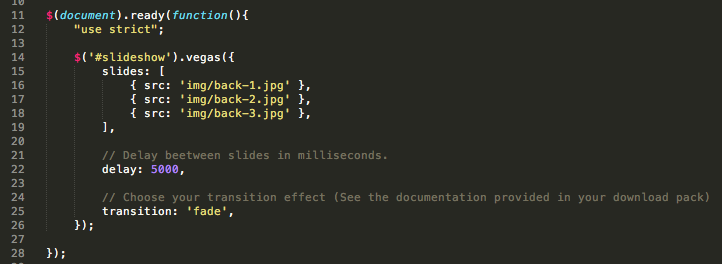 11 $(document).ready(function(){
12 "use strict";
13
14 $('#slideshow').vegas({
15 slides: [
16 { src: 'img/back-1.jpg' },
17 { src: 'img/back-2.jpg' },
18 { src: 'img/back-3.jpg' },
19 ],
20
21 // Delay beetween slides in milliseconds.
22 delay: 5000,
23
24 // Choose your transition effect (See the documentation provided in your download pack)
25 transition: 'fade',
26 });
27
28 });